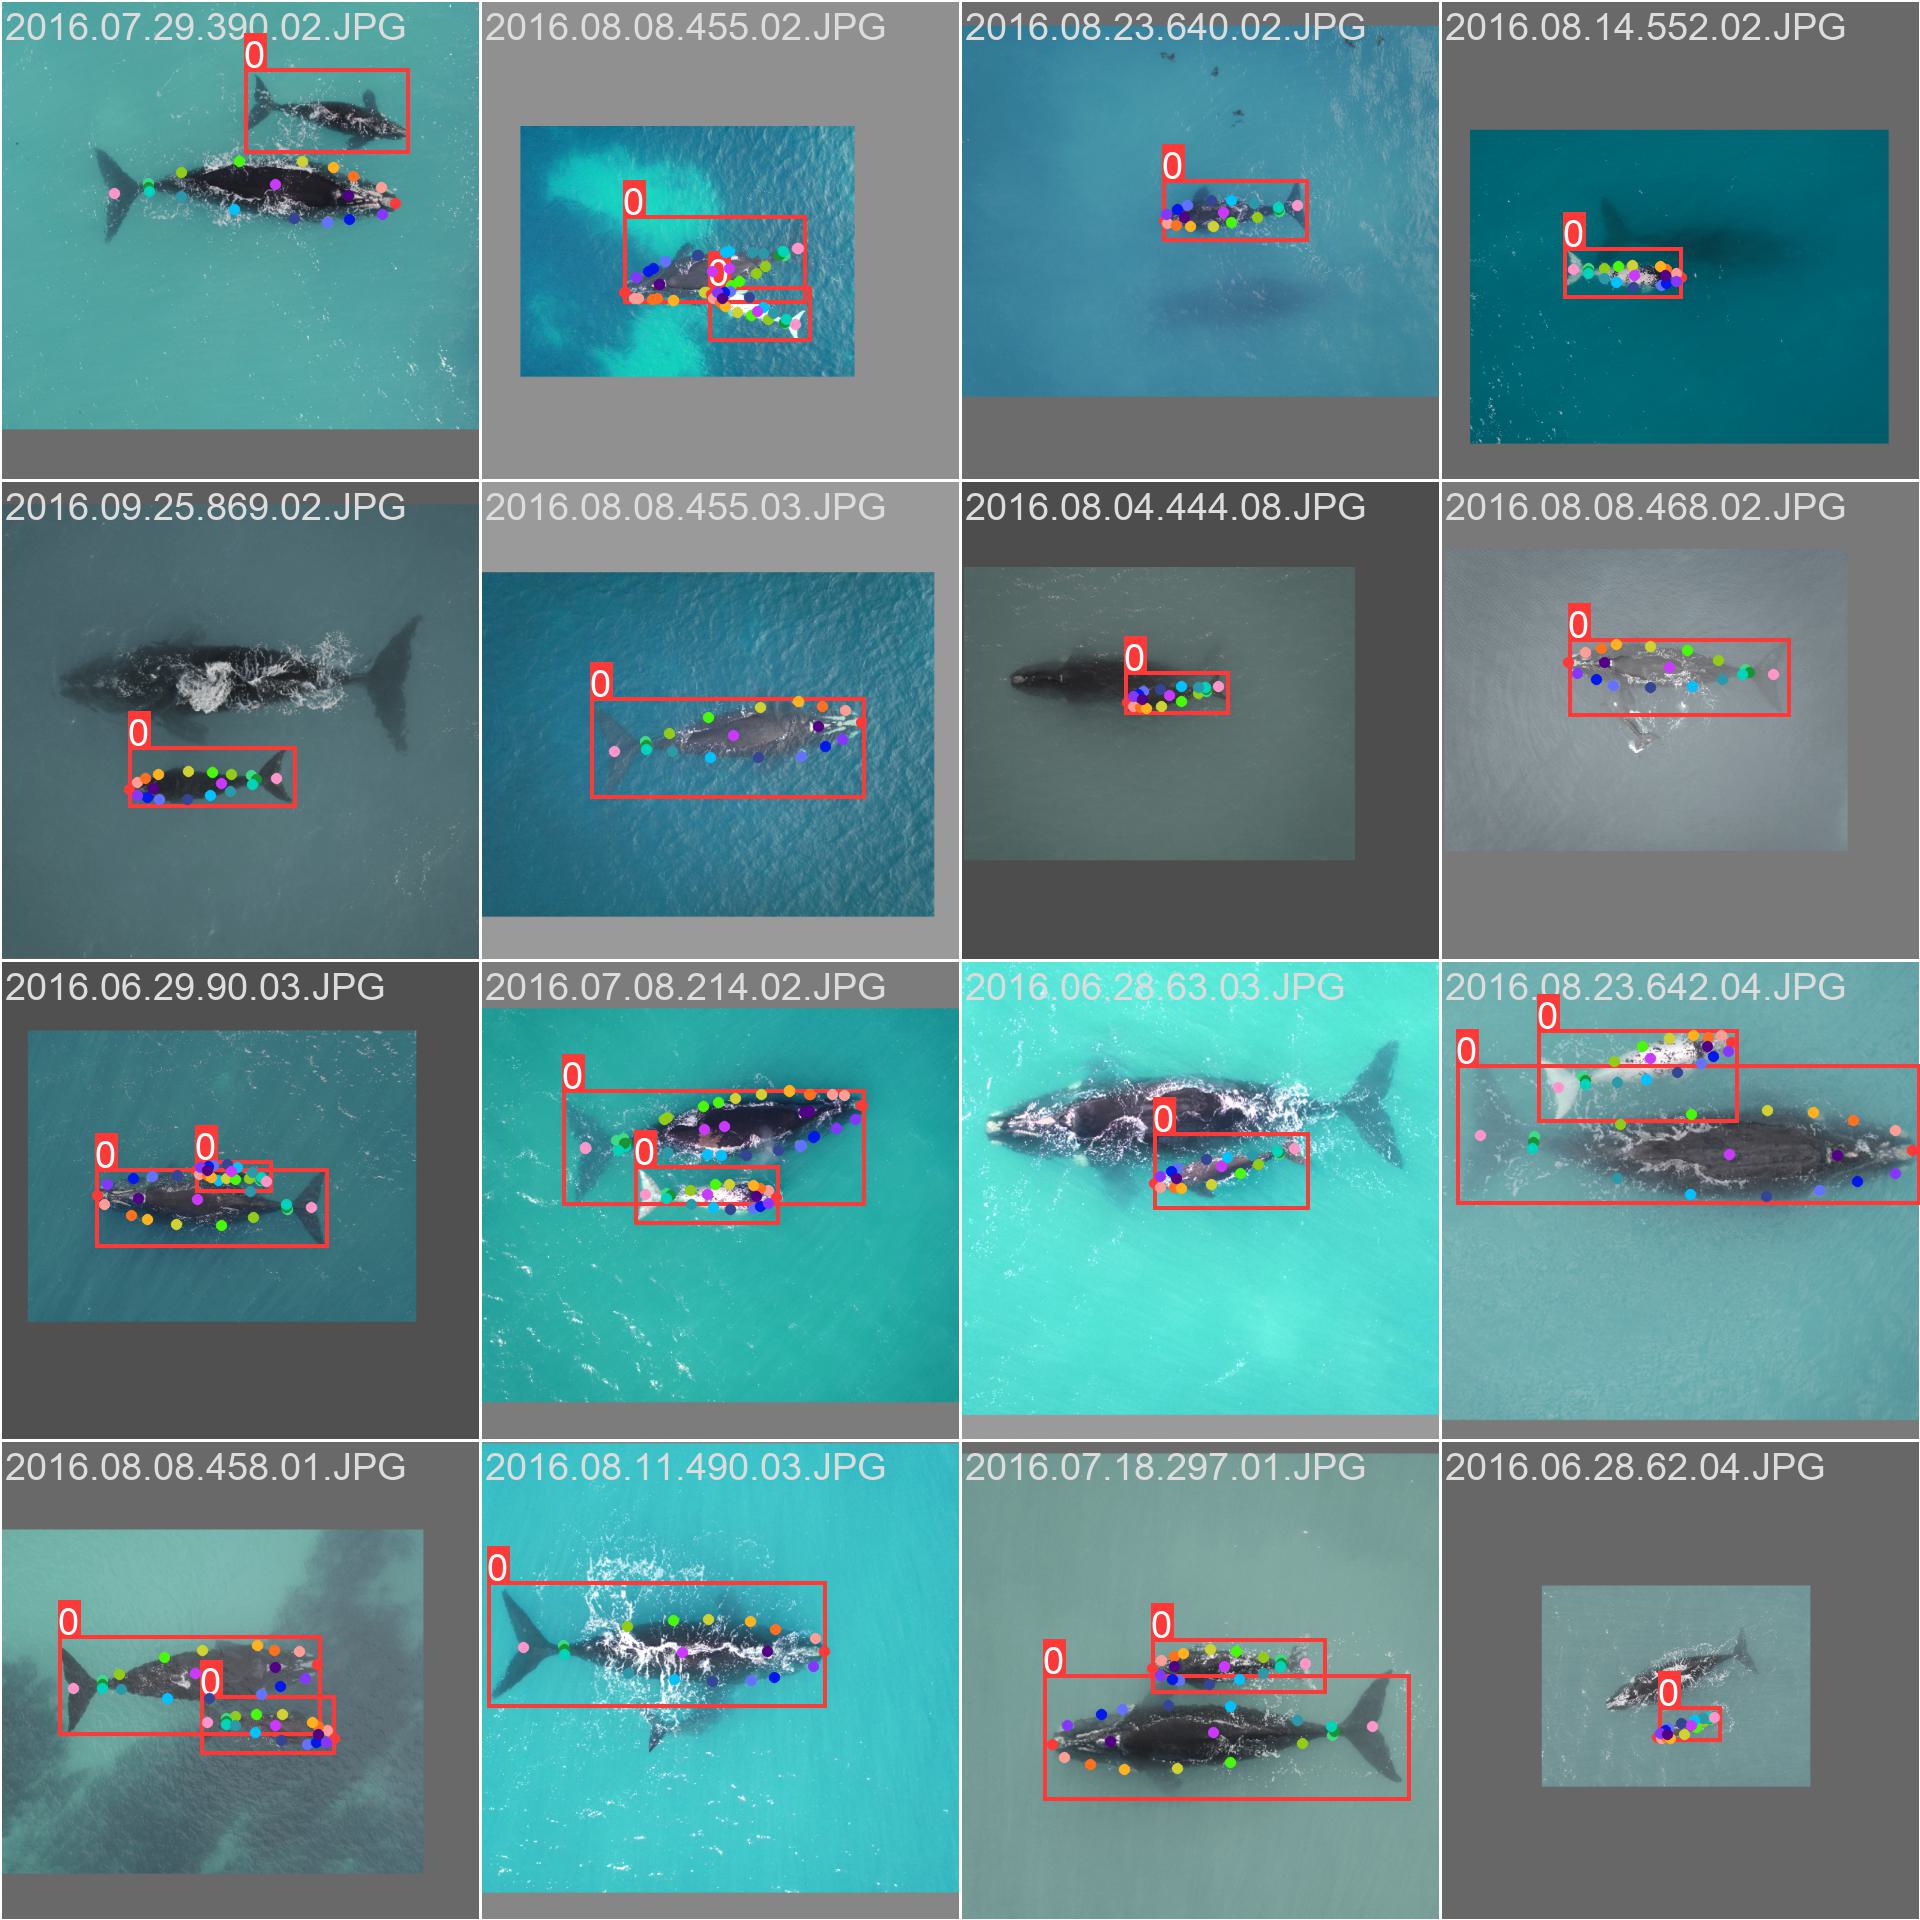 2016.07.29.390.02.JPG
0
2016.08.08.455.02.JPG
0
0
2016.08.23.640.02.JPG
0
2016.08.14.552.02.JPG
0
2016.09.25.869.02.JPG
0
2016.08.08.455.03.JPG
0
2016.08.04.444.08.JPG
0
2016.08.08.468.02.JPG
0
2016.06.29.90.03.JPG
0
0
2016.07.08.214.02.JPG
0
0
2016.06.28.63.03.JPG
0
2016.08.23.642.04.JPG
0
0
2016.08.08.458.01.JPG
0
0
2016.08.11.490.03.JPG
0
2016.07.18.297.01.JPG
0
0
2016.06.28.62.04.JPG
0